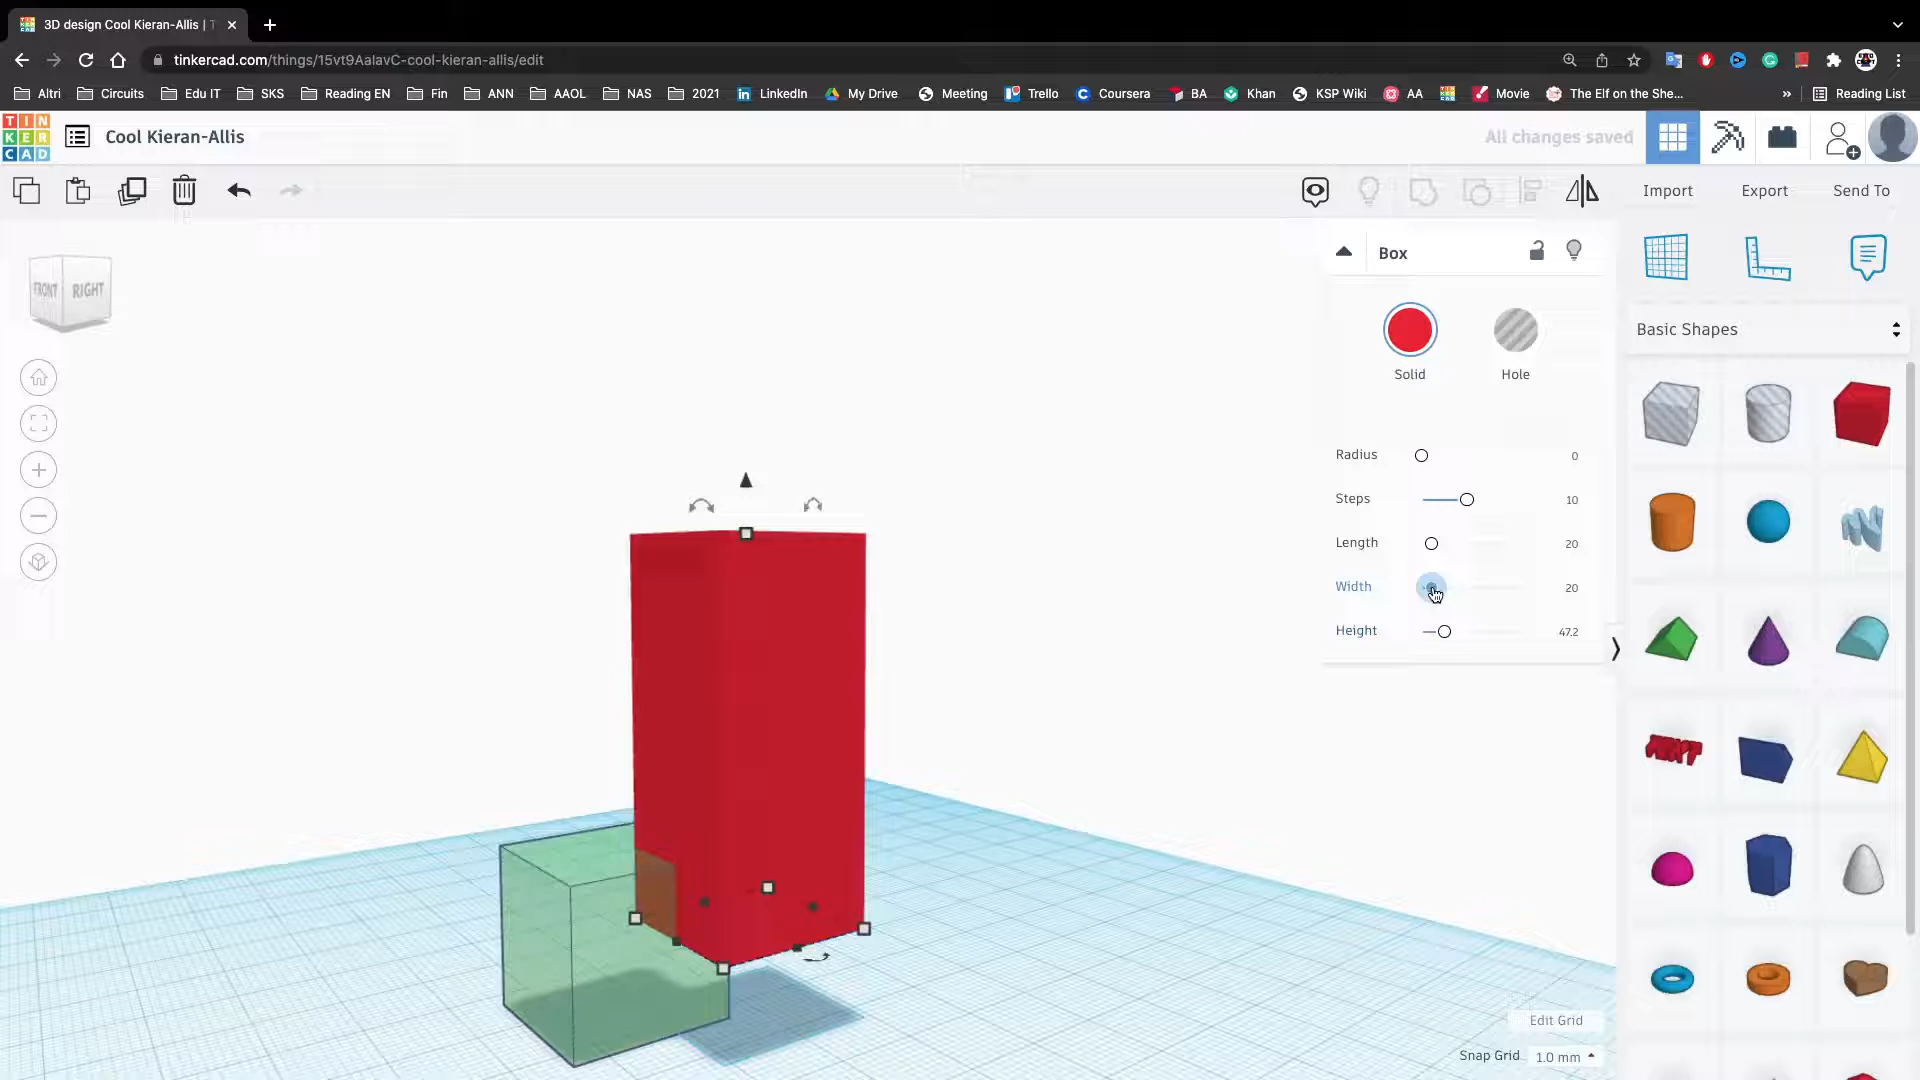 3D design Cool Kieran-Allis | T
tinkercad.com/things/15vt9AalavC-cool-kieran-allis/edit
Altri Circuits Edu IT SKS Reading EN Fin ANN AAOL NAS 2021 LinkedIn My Drive Meeting Trello Coursera BA Khan KSP Wiki AA Movie The Elf on the She... » Reading List
TIN
KER
CAD
Cool Kieran-Allis
All changes saved
Import Export Send To
FRONT RIGHT
Box
Solid Hole
Radius 0
Steps 10
Length 20
Width 20
Height 47.2
Basic Shapes
TEXT
Edit Grid
Snap Grid 1.0 mm